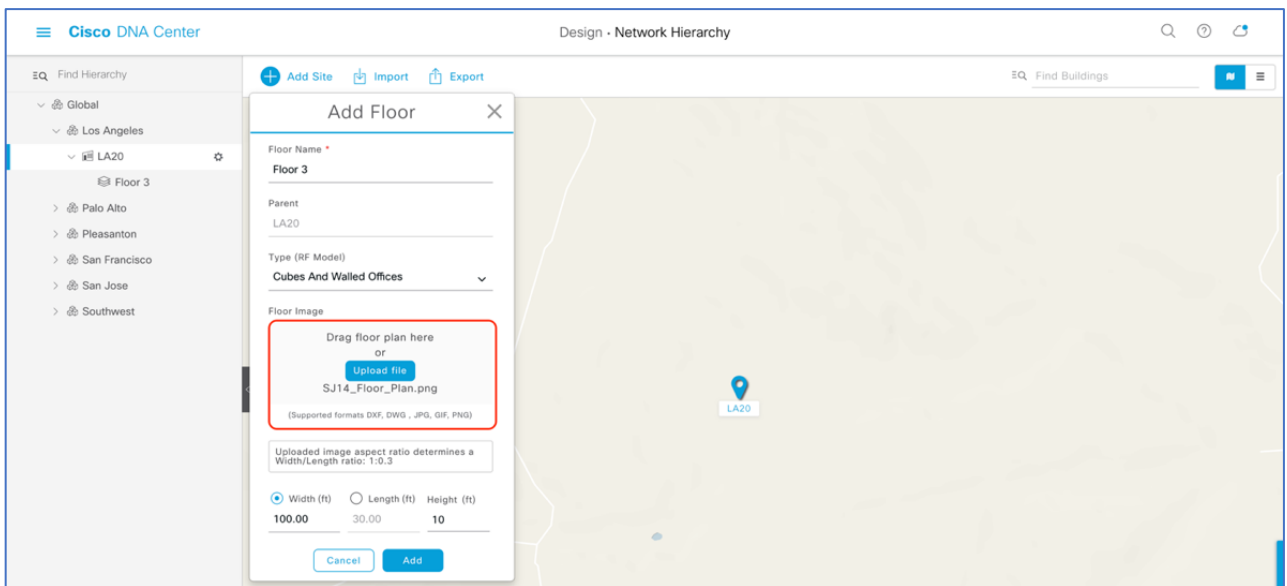 Cisco DNA Center
Design · Network Hierarchy
Find Hierarchy
Add Site
Import
Export
Find Buildings
Global
Los Angeles
LA20
Floor 3
Palo Alto
Pleasanton
San Francisco
San Jose
Southwest
Add Floor
Floor Name *
Floor 3
Parent
LA20
Type (RF Model)
Cubes And Walled Offices
Floor Image
Drag floor plan here
or
Upload file
SJ14_Floor_Plan.png
(Supported formats DXF, DWG , JPG, GIF, PNG)
Uploaded image aspect ratio determines a
Width/Length ratio: 1:0.3
Width (ft) Length (ft) Height (ft)
100.00 30.00 10
Cancel Add
LA20